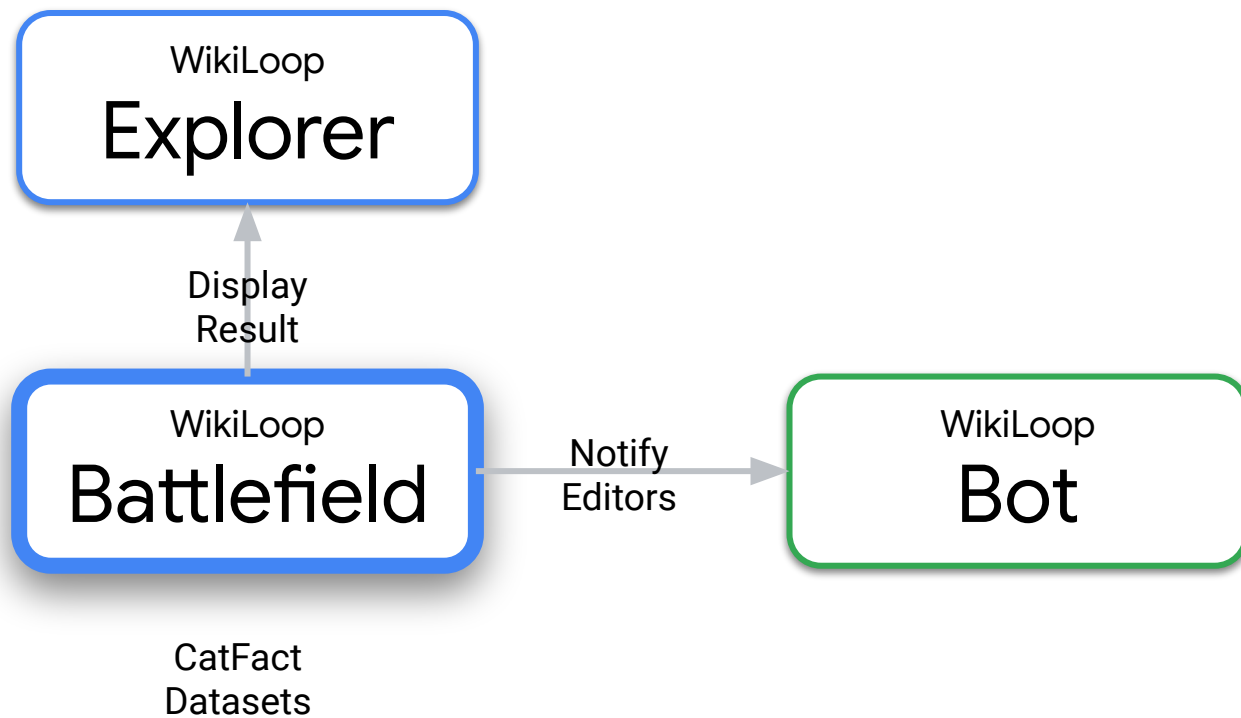 WikiLoop
Explorer
Display
Result
WikiLoop
Battlefield
Notify
Editors
WikiLoop
Bot
CatFact
Datasets